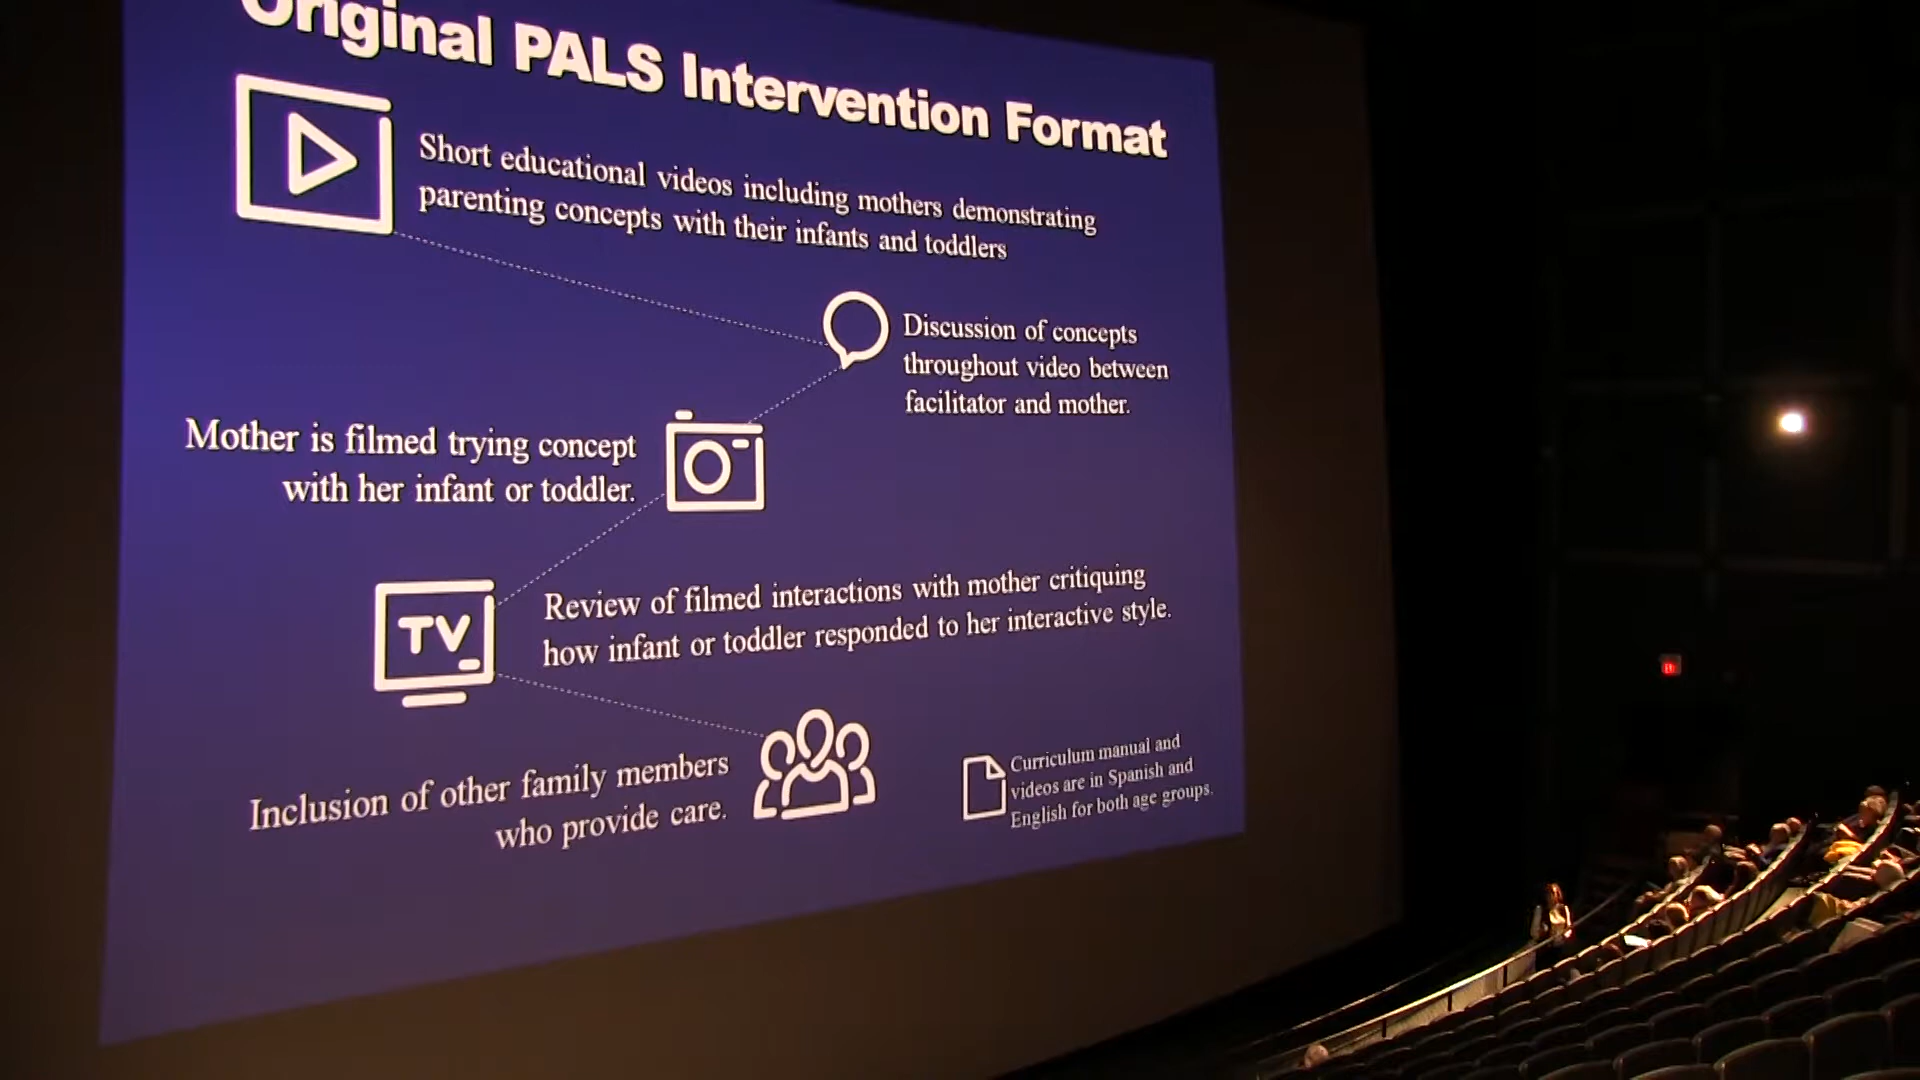 Original PALS Intervention Format
Short educational videos including mothers demonstrating
parenting concepts with their infants and toddlers
Discussion of concepts
throughout video between
facilitator and mother.
Mother is filmed trying concept
with her infant or toddler.
TV
Review of filmed interactions with mother critiquing
how infant or toddler responded to her interactive style.
Inclusion of other family members
who provide care.
Curriculum manual and
videos are in Spanish and
English for both age groups.